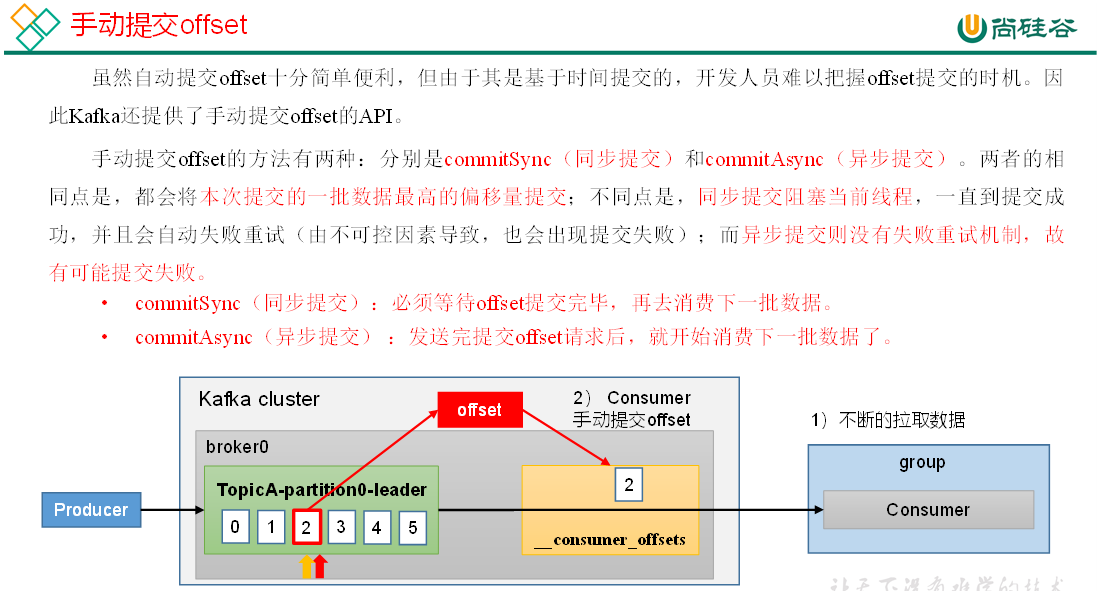 手动提交offset
尚硅谷
虽然自动提交offset十分简单便利，但由于其是基于时间提交的，开发人员难以把握offset提交的时机。因
此Kafka还提供了手动提交offset的API。
手动提交offset的方法有两种：分别是commitSync（同步提交）和commitAsync（异步提交）。两者的相
同点是，都会将本次提交的一批数据最高的偏移量提交；不同点是，同步提交阻塞当前线程，一直到提交成
功，并且会自动失败重试（由不可控因素导致，也会出现提交失败）；而异步提交则没有失败重试机制，故
有可能提交失败。
• commitSync（同步提交）：必须等待offset提交完毕，再去消费下一批数据。
• commitAsync（异步提交） ：发送完提交offset请求后，就开始消费下一批数据了。
Kafka cluster
offset
2） Consumer
手动提交offset
1）不断的拉取数据
broker0
group
TopicA-partition0-leader
2
Producer
Consumer
0 1 2 3 4 5
__consumer_offsets
让天下没有难学的技术